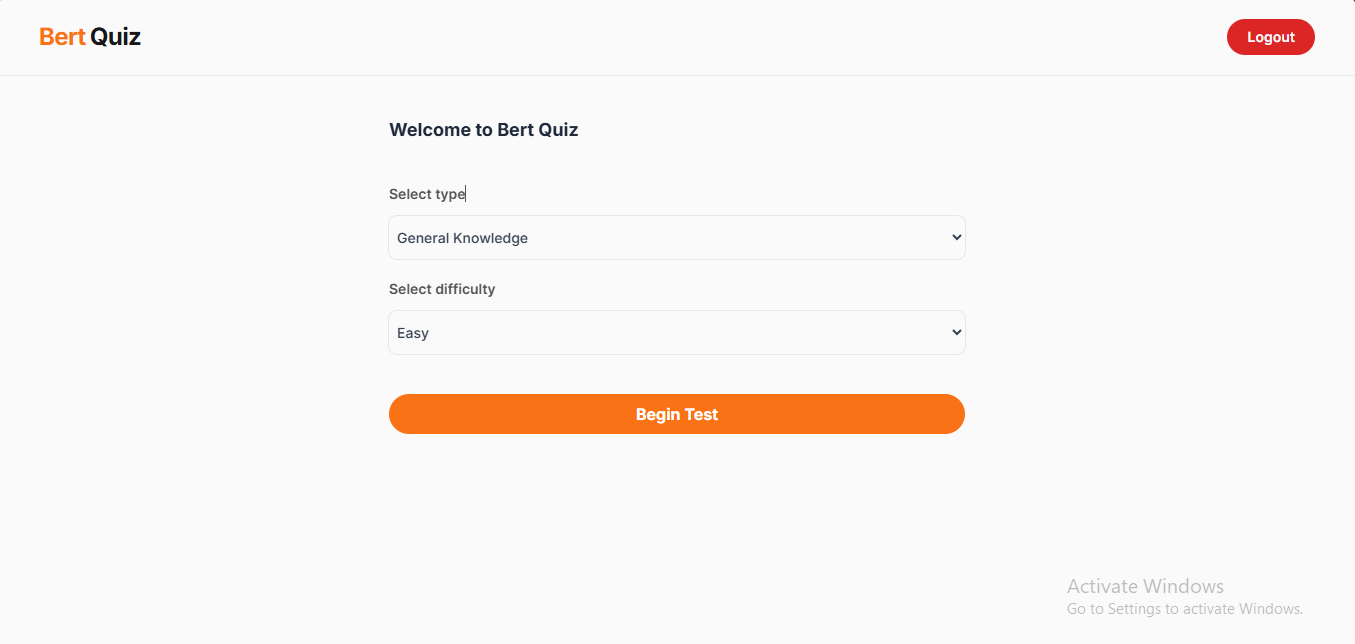 Bert Quiz
Logout
Welcome to Bert Quiz
Select type
General Knowledge
Select difficulty
Easy
Begin Test
Activate Windows
Go to Settings to activate Windows.